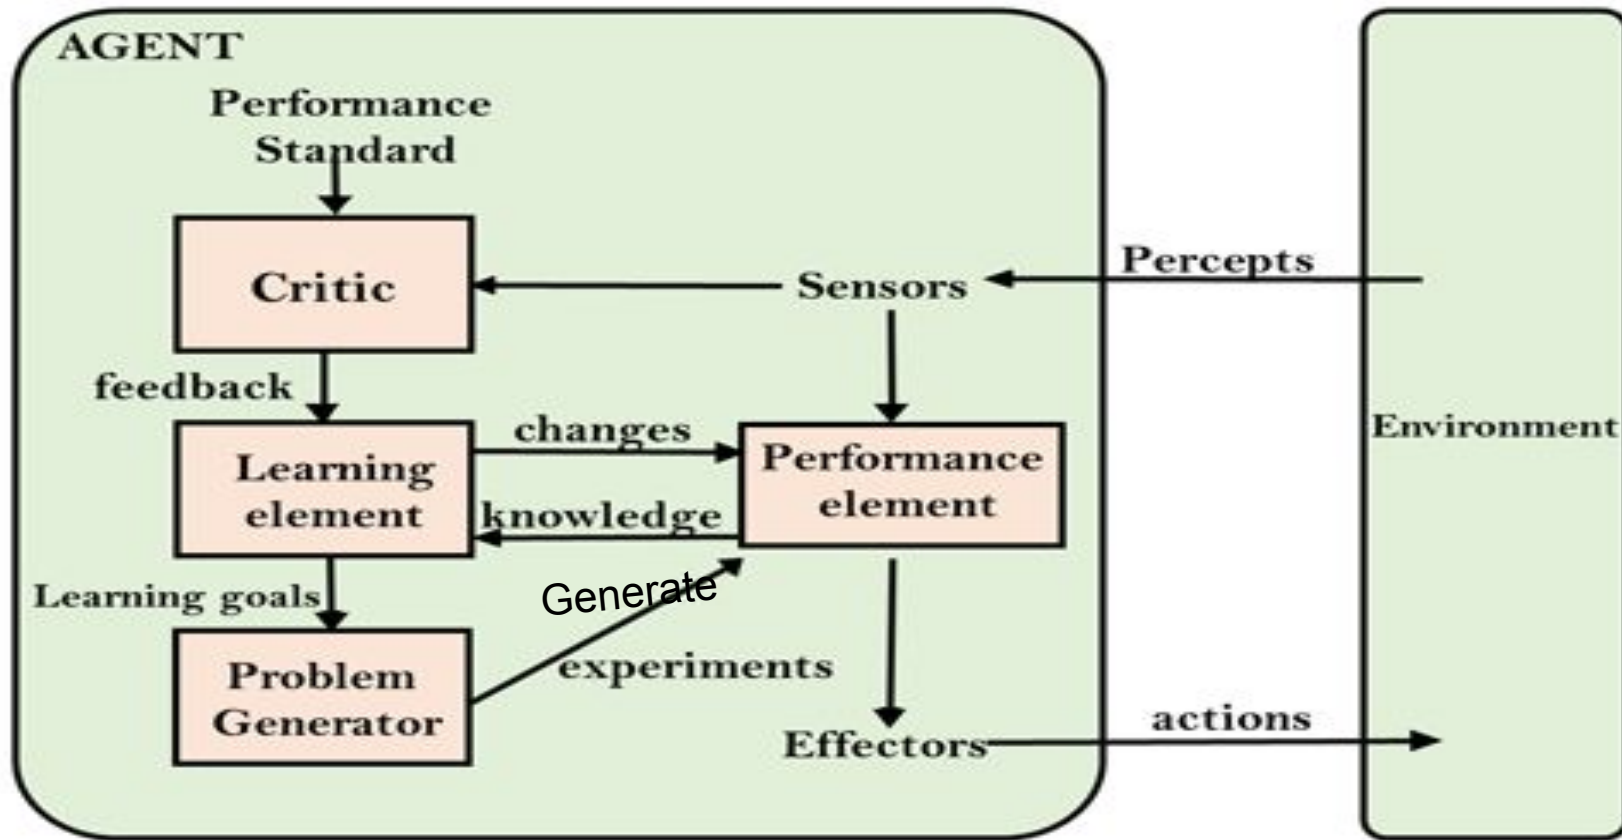 AGENT
Performance
Standard
Critic
Sensors
Percepts
feedback
changes
Learning
element
knowledge
Performance
element
Environment
Learning goals
Generate
experiments
Problem
Generator
Effectors
actions